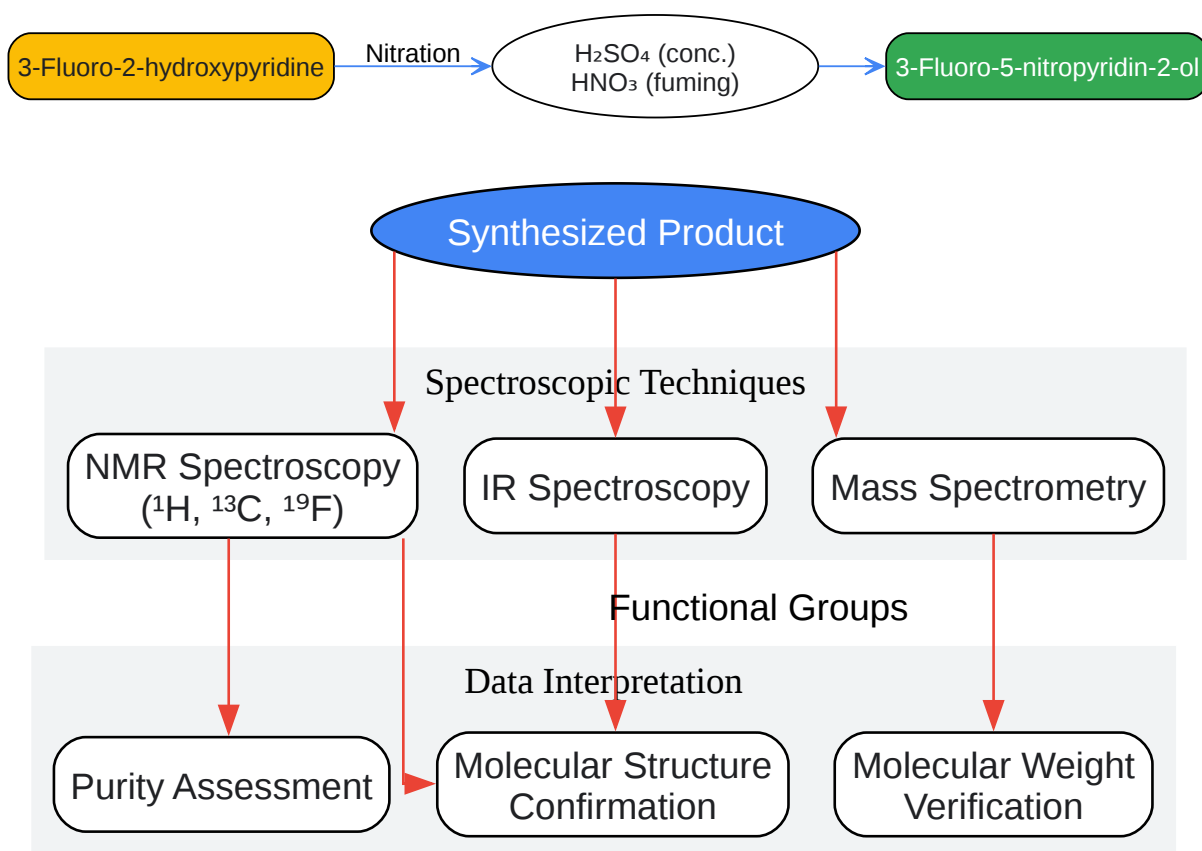 3-Fluoro-2-hydroxypyridine
Nitration
H₂SO₄ (conc.)
HNO₃ (fuming)
3-Fluoro-5-nitropyridin-2-ol
Synthesized Product
Spectroscopic Techniques
NMR Spectroscopy
(¹H, ¹³C, ¹⁹F)
IR Spectroscopy
Mass Spectrometry
Functional Groups
Data Interpretation
Purity Assessment
Molecular Structure
Confirmation
Molecular Weight
Verification